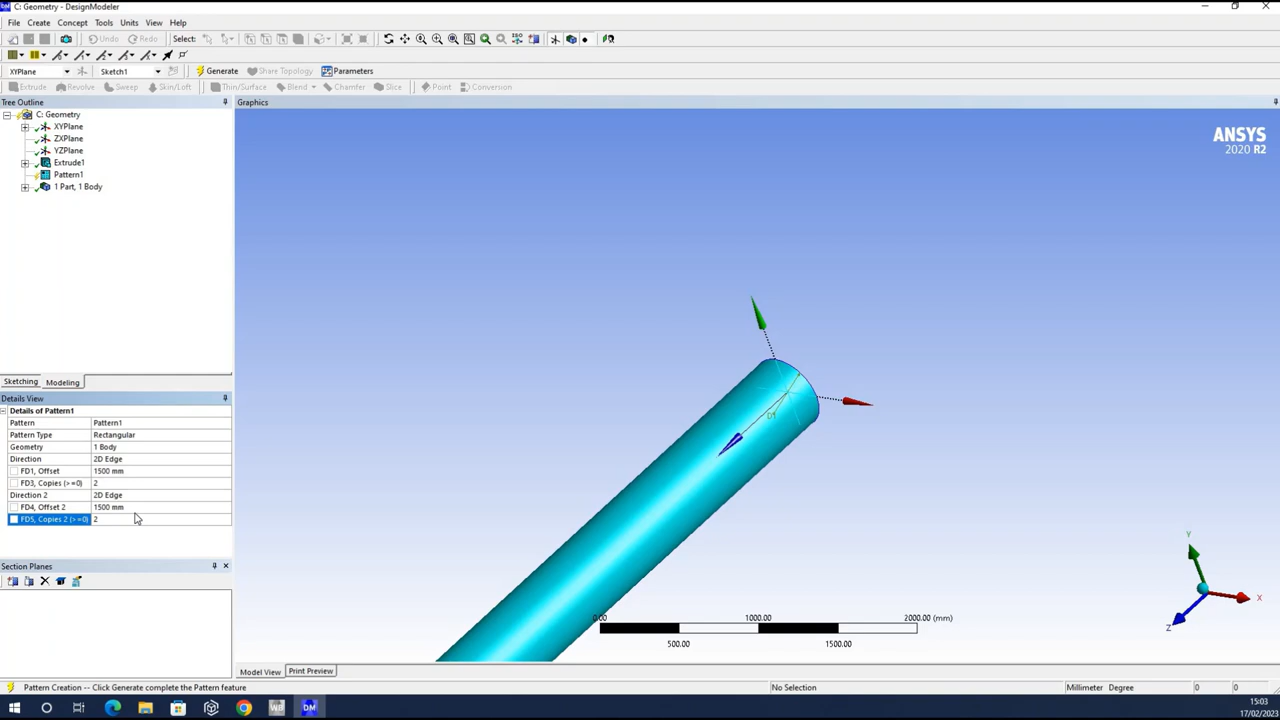 C: Geometry - DesignModeler
File Create Concept Tools Units View Help
Undo Redo Select:
XYPlane Sketch1 Generate Share Topology Parameters
Extrude Revolve Sweep Skin/Loft Thin/Surface Blend Chamfer Slice Point Conversion
Tree Outline
Graphics
C: Geometry
XYPlane
ZXPlane
YZPlane
Extrude1
Pattern1
1 Part, 1 Body
ANSYS
2020 R2
Sketching Modeling
Details View
Details of Pattern1
Pattern Pattern1
Pattern Type Rectangular
Geometry 1 Body
Direction 2D Edge
FD1, Offset 1500 mm
FD3, Copies (>=0) 2
Direction 2 2D Edge
FD4, Offset 2 1500 mm
FD5, Copies 2 (>=0) 2
D1
Y
X
Z
Section Planes
0.00 1000.00 2000.00 (mm)
500.00 1500.00
Model View Print Preview
Pattern Creation -- Click Generate complete the Pattern feature
No Selection
Millimeter Degree 0 0
WB DM
15:03
17/02/2023